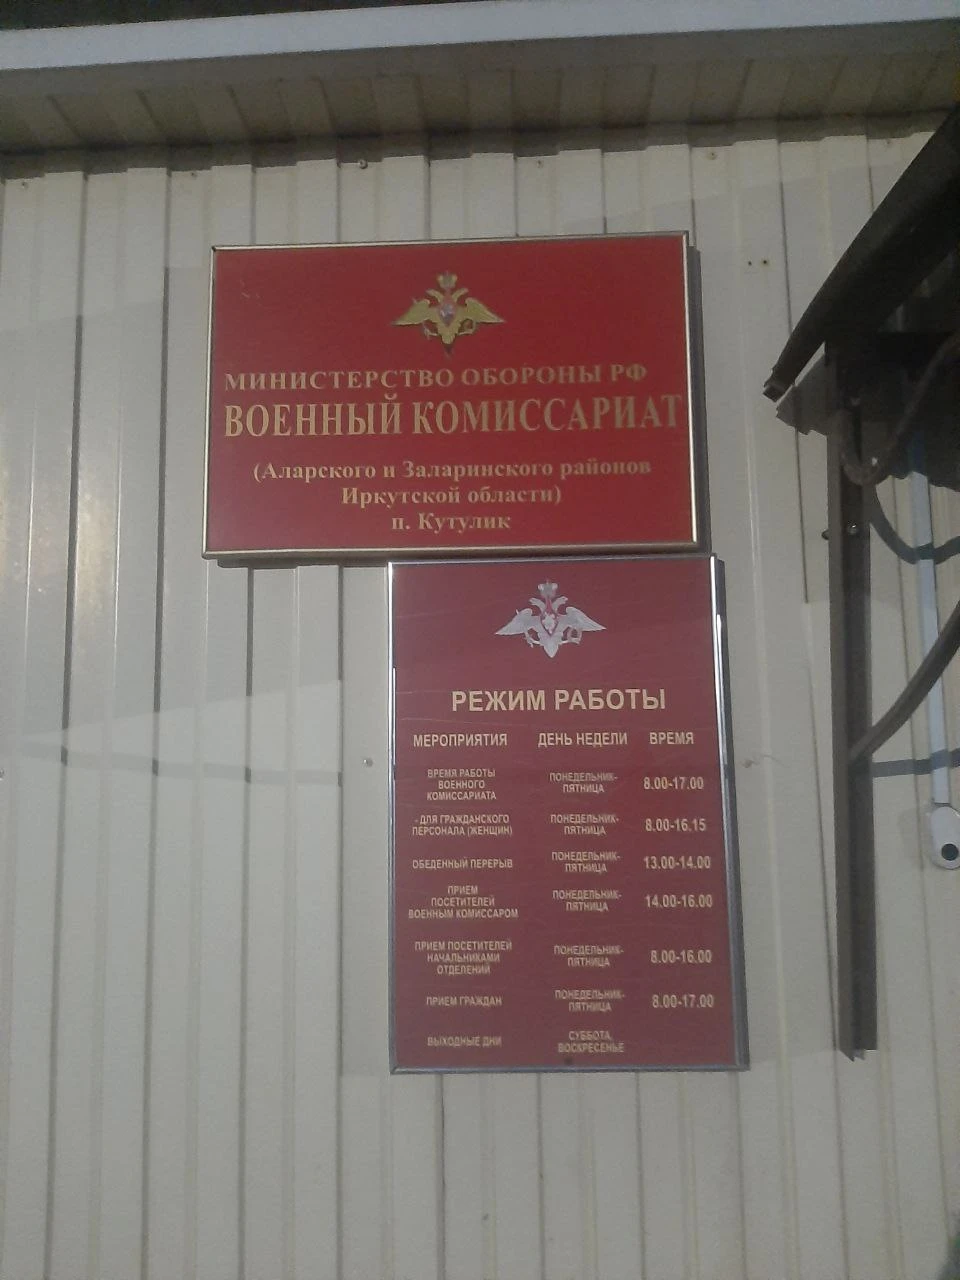 МИНИСТЕРСТВО ОБОРОНЫ РФ
ВОЕННЫЙ КОМИССАРИАТ
(Аларского и Заларинского районов
Иркутской области)
п. Кутулик
РЕЖИМ РАБОТЫ
МЕРОПРИЯТИЯ ДЕНЬ НЕДЕЛИ ВРЕМЯ
ВРЕМЯ РАБОТЫ
ВОЕННОГО
КОМИССАРИАТА
ПОНЕДЕЛЬНИК-
ПЯТНИЦА
8.00-17.00
- ДЛЯ ГРАЖДАНСКОГО
ПЕРСОНАЛА (ЖЕНЩИН)
ПОНЕДЕЛЬНИК-
ПЯТНИЦА
8.00-16.15
ОБЕДЕННЫЙ ПЕРЕРЫВ
ПОНЕДЕЛЬНИК-
ПЯТНИЦА
13.00-14.00
ПРИЕМ
ПОСЕТИТЕЛЕЙ
ВОЕННЫМ КОМИССАРОМ
ПОНЕДЕЛЬНИК-
ПЯТНИЦА
14.00-16.00
ПРИЕМ ПОСЕТИТЕЛЕЙ
НАЧАЛЬНИКАМИ
ОТДЕЛЕНИЙ
ПОНЕДЕЛЬНИК-
ПЯТНИЦА
8.00-16.00
ПРИЕМ ГРАЖДАН
ПОНЕДЕЛЬНИК-
ПЯТНИЦА
8.00-17.00
ВЫХОДНЫЕ ДНИ
СУББОТА,
ВОСКРЕСЕНЬЕ